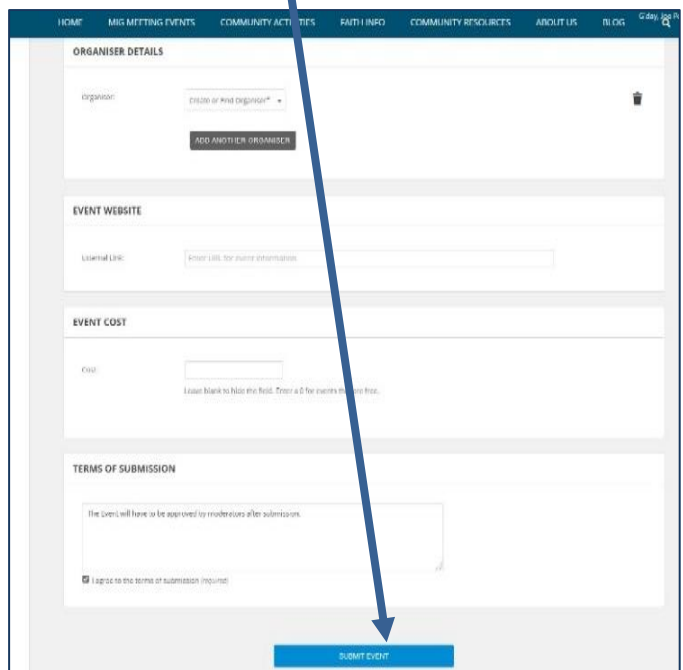 HOME MIG MEETING EVENTS COMMUNITY ACTIVITIES FAITH INFO COMMUNITY RESOURCES ABOUT US BLOG G'day, Joe
ORGANISER DETAILS
Organiser: Create or Find Organiser*
ADD ANOTHER ORGANISER
EVENT WEBSITE
External Link: Enter URL for event information
EVENT COST
Cost:
Leave blank to hide the field. Enter a 0 for events that are free.
TERMS OF SUBMISSION
The Event will have to be approved by moderators after submission.
I agree to the terms of submission (required)
SUBMIT EVENT